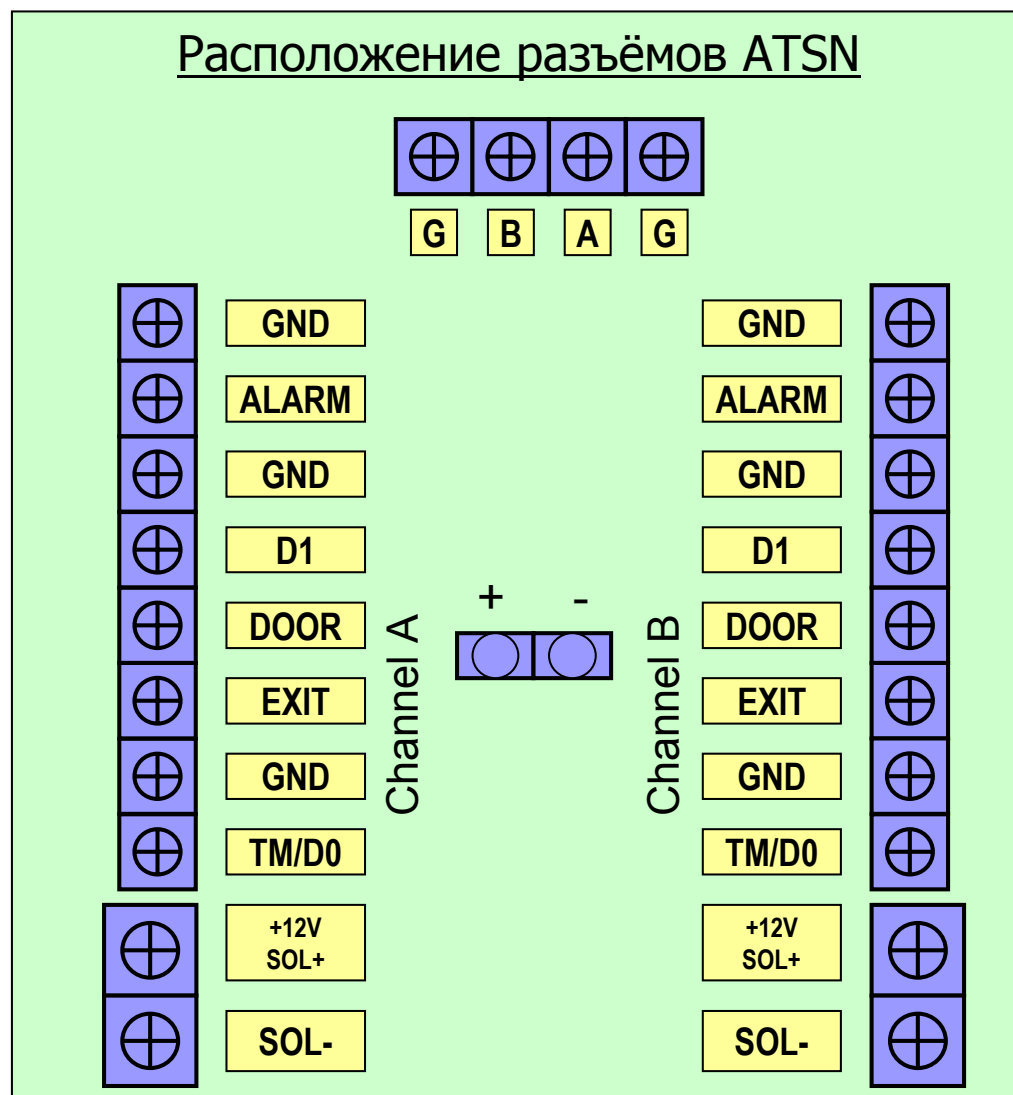 Расположение разъёмов ATSN
G B A G
GND
ALARM
GND
D1
DOOR
EXIT
GND
TM/D0
+12V
SOL+
SOL-
Channel A
+ -
Channel B
GND
ALARM
GND
D1
DOOR
EXIT
GND
TM/D0
+12V
SOL+
SOL-